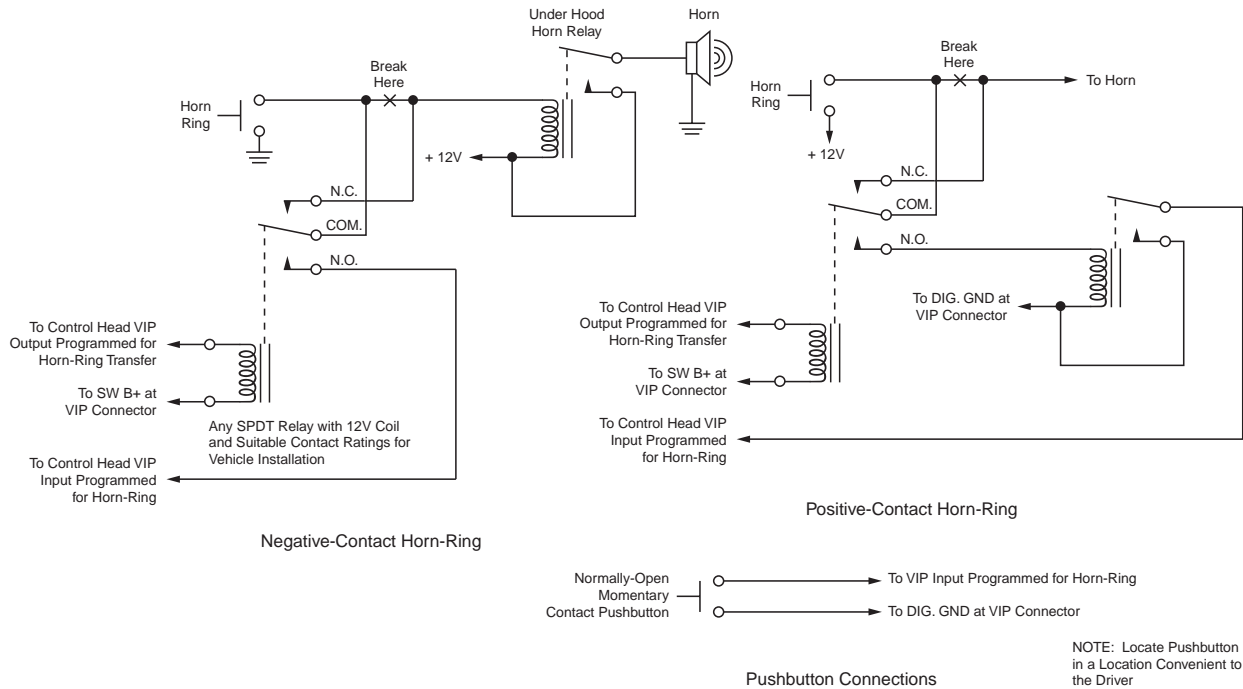 Under Hood
Horn Relay
Horn
Break
Here
Horn
Ring
+ 12V
N.C.
COM.
N.O.
To Control Head VIP
Output Programmed for
Horn-Ring Transfer
To SW B+ at
VIP Connector
Any SPDT Relay with 12V Coil
and Suitable Contact Ratings for
Vehicle Installation
To Control Head VIP
Input Programmed
for Horn-Ring
Negative-Contact Horn-Ring
Break
Here
To Horn
Horn
Ring
+ 12V
N.C.
COM.
N.O.
To DIG. GND at
VIP Connector
To Control Head VIP
Output Programmed for
Horn-Ring Transfer
To SW B+ at
VIP Connector
To Control Head VIP
Input Programmed
for Horn-Ring
Positive-Contact Horn-Ring
Normally-Open
Momentary
Contact Pushbutton
To VIP Input Programmed for Horn-Ring
To DIG. GND at VIP Connector
Pushbutton Connections
NOTE: Locate Pushbutton
in a Location Convenient to
the Driver